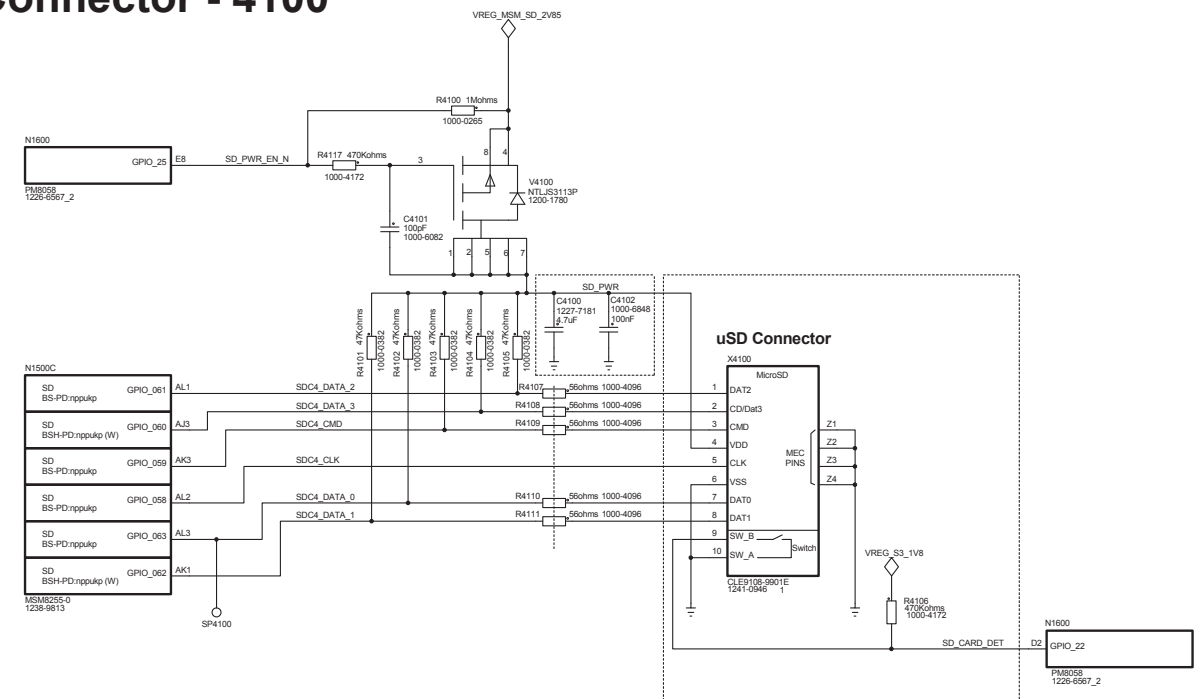 Connector - 4100
VREG_MSM_SD_2V85
R4100 1Mohms
1000-0265
N1600
GPIO_25
E8
SD_PWR_EN_N
PM8058
1226-6567_2
R4117 470Kohms
1000-4172
3
8 4
V4100
NTLJS3113P
1200-1780
C4101
100pF
1000-6082
1 2 5 6 7
SD_PWR
C4100
1227-7181
4.7uF
C4102
1000-6848
100nF
R4101 47Kohms
1000-0382
R4102 47Kohms
1000-0382
R4103 47Kohms
1000-0382
R4104 47Kohms
1000-0382
R4105 47Kohms
1000-0382
N1500C
SD
BS-PD:nppukp
GPIO_061
AL1
SDC4_DATA_2
R4107
56ohms 1000-4096
SD
BSH-PD:nppukp (W)
GPIO_060
AJ3
SDC4_DATA_3
R4108
56ohms 1000-4096
SD
BS-PD:nppukp
GPIO_059
AK3
SDC4_CMD
R4109
56ohms 1000-4096
SD
BS-PD:nppukp
GPIO_058
AL2
SDC4_CLK
SD
BS-PD:nppukp
GPIO_063
AL3
SDC4_DATA_0
R4110
56ohms 1000-4096
SD
BSH-PD:nppukp (W)
GPIO_062
AK1
SDC4_DATA_1
R4111
56ohms 1000-4096
MSM8255-0
1238-9813
SP4100
uSD Connector
X4100
MicroSD
1 DAT2
2 CD/Dat3
3 CMD
4 VDD
5 CLK
6 VSS
7 DAT0
8 DAT1
9 SW_B
10 SW_A
Switch
MEC
PINS
Z1
Z2
Z3
Z4
CLE9108-9901E
1241-0946 1
VREG_S3_1V8
R4106
470Kohms
1000-4172
SD_CARD_DET
D2
N1600
GPIO_22
PM8058
1226-6567_2